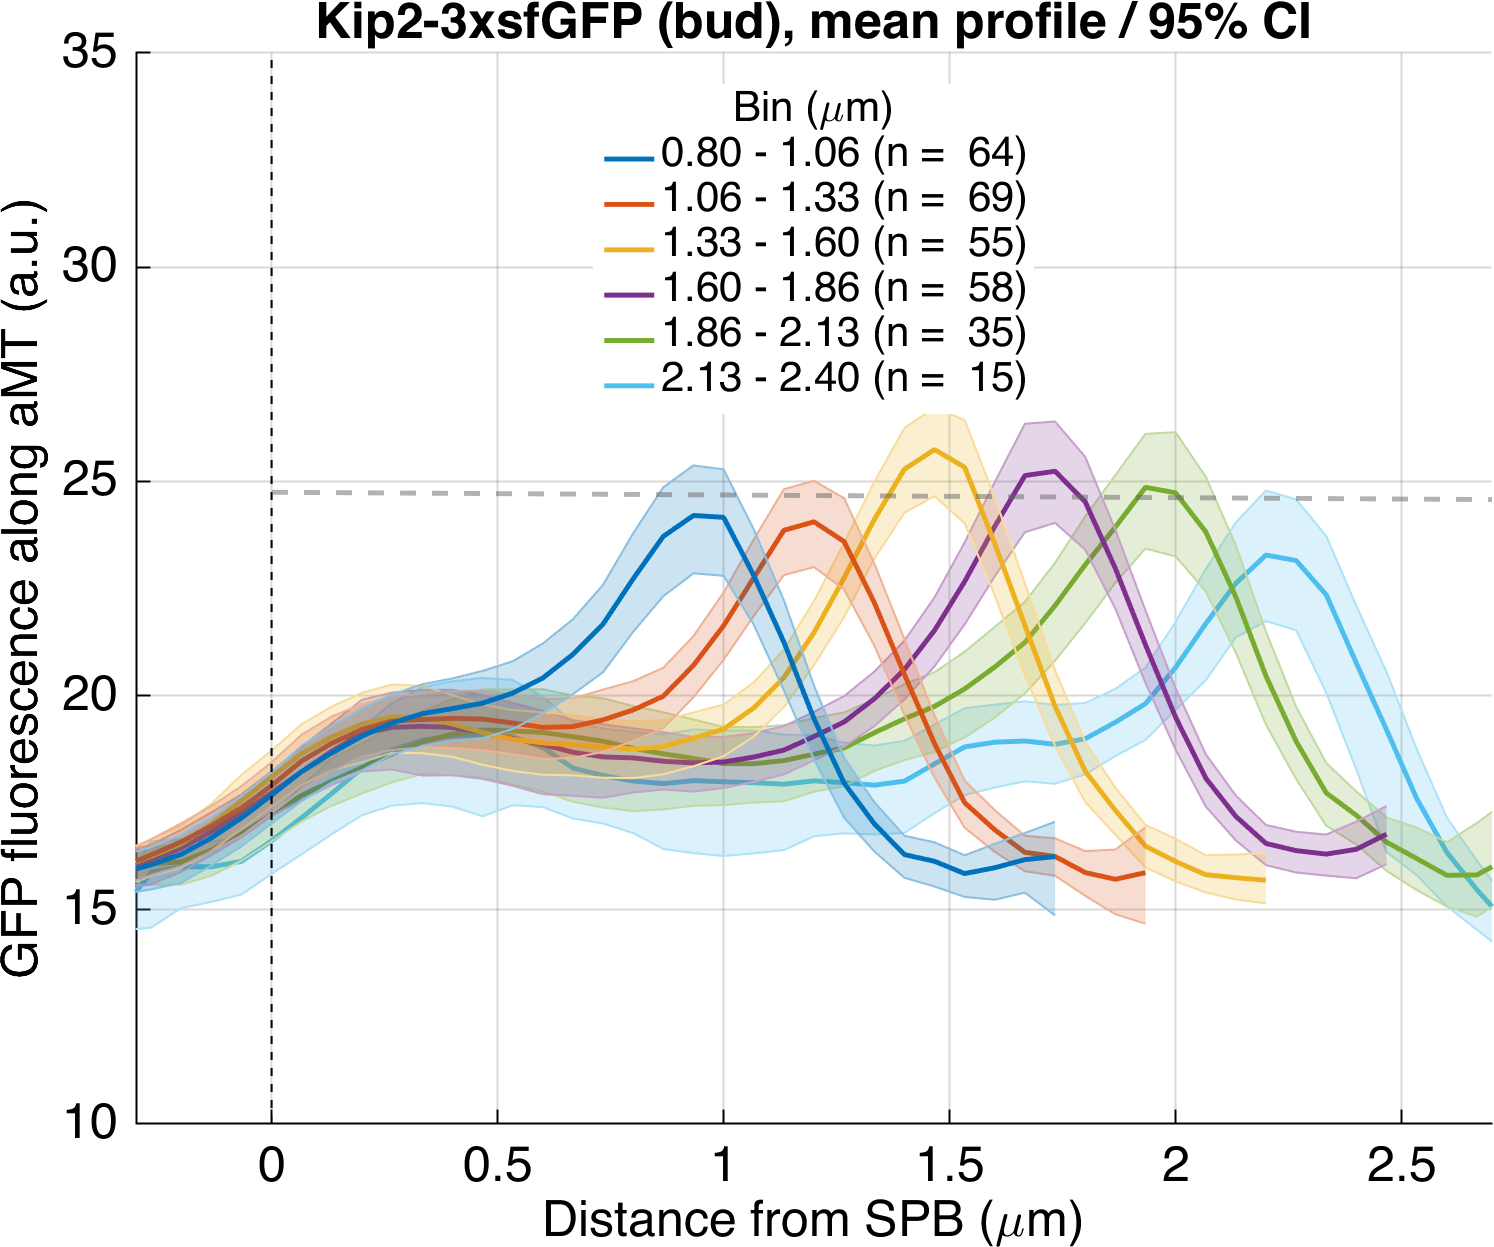 Kip2-3xsfGFP (bud), mean profile / 95% CI
GFP fluorescence along aMT (a.u.)
35
30
25
20
15
10
Bin (μm)
0.80 - 1.06 (n = 64)
1.06 - 1.33 (n = 69)
1.33 - 1.60 (n = 55)
1.60 - 1.86 (n = 58)
1.86 - 2.13 (n = 35)
2.13 - 2.40 (n = 15)
0 0.5 1 1.5 2 2.5
Distance from SPB (μm)